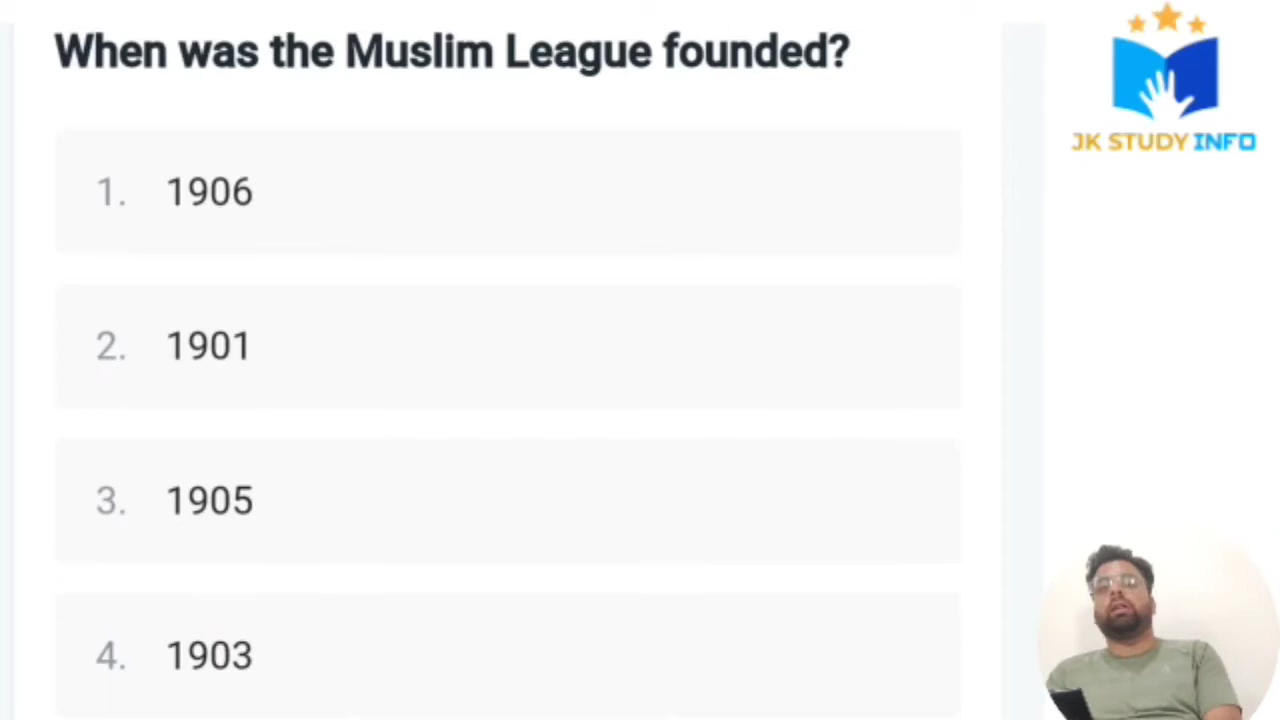 When was the Muslim League founded?
JK STUDY INFO
1. 1906
2. 1901
3. 1905
4. 1903